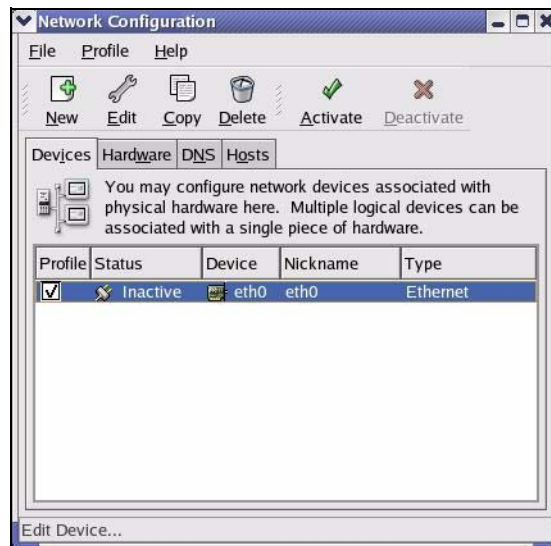 Network Configuration
File Profile Help
New Edit Copy Delete Activate Deactivate
Devices Hardware DNS Hosts
You may configure network devices associated with
physical hardware here. Multiple logical devices can be
associated with a single piece of hardware.
Profile Status Device Nickname Type
Inactive eth0 eth0 Ethernet
Edit Device...